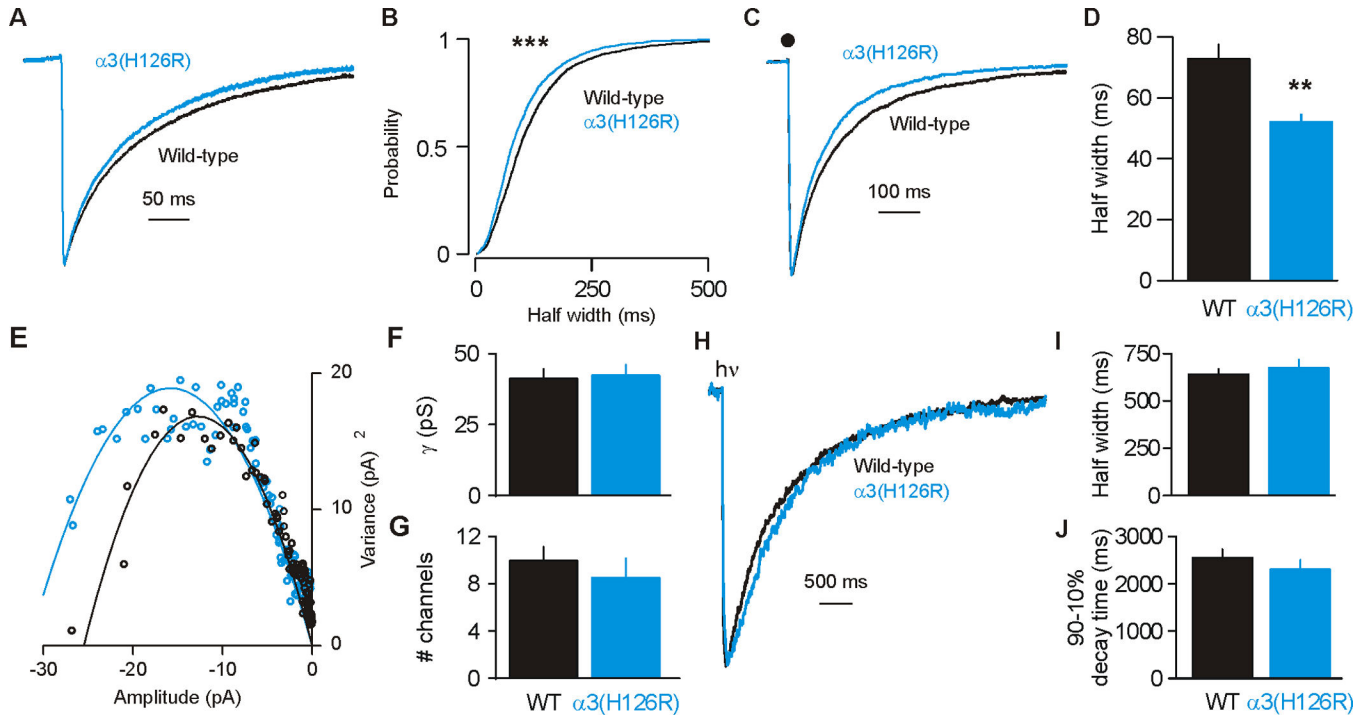 A
α3(H126R)
Wild-type
50 ms
B
1
0.5
0
Probability
***
Wild-type
α3(H126R)
0
250
500
Half width (ms)
C
α3(H126R)
Wild-type
100 ms
D
80
60
40
20
0
Half width (ms)
**
WT
α3(H126R)
E
20
10
0
Variance (pA)
2
-30
-20
-10
0
Amplitude (pA)
F
50
25
0
γ (pS)
G
12
8
4
0
# channels
WT
α3(H126R)
H
hν
Wild-type
α3(H126R)
500 ms
I
750
500
250
0
Half width (ms)
J
3000
2000
1000
0
90-10%
decay time (ms)
WT
α3(H126R)